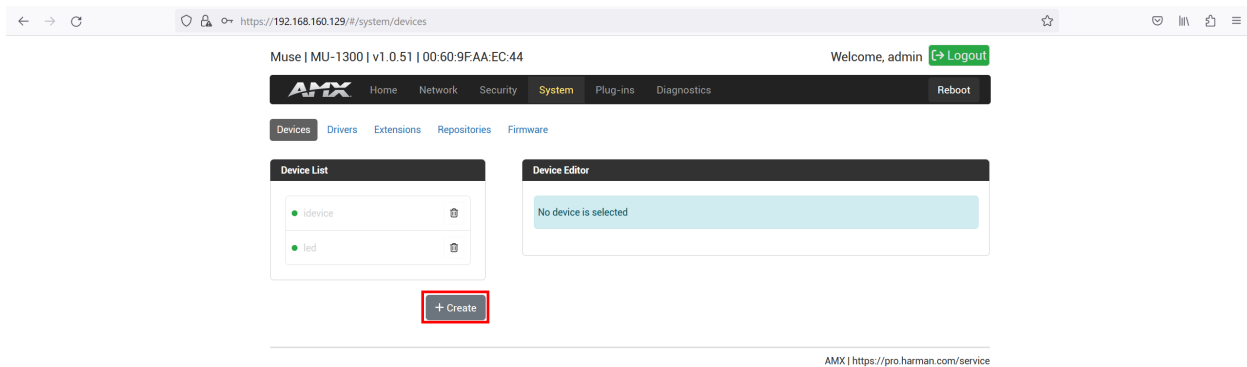 https://192.168.160.129/#/system/devices
Muse | MU-1300 | v1.0.51 | 00:60:9F:AA:EC:44
Welcome, admin Logout
AMX Home Network Security System Plug-ins Diagnostics Reboot
Devices Drivers Extensions Repositories Firmware
Device List
idevice
led
+ Create
Device Editor
No device is selected
AMX | https://pro.harman.com/service